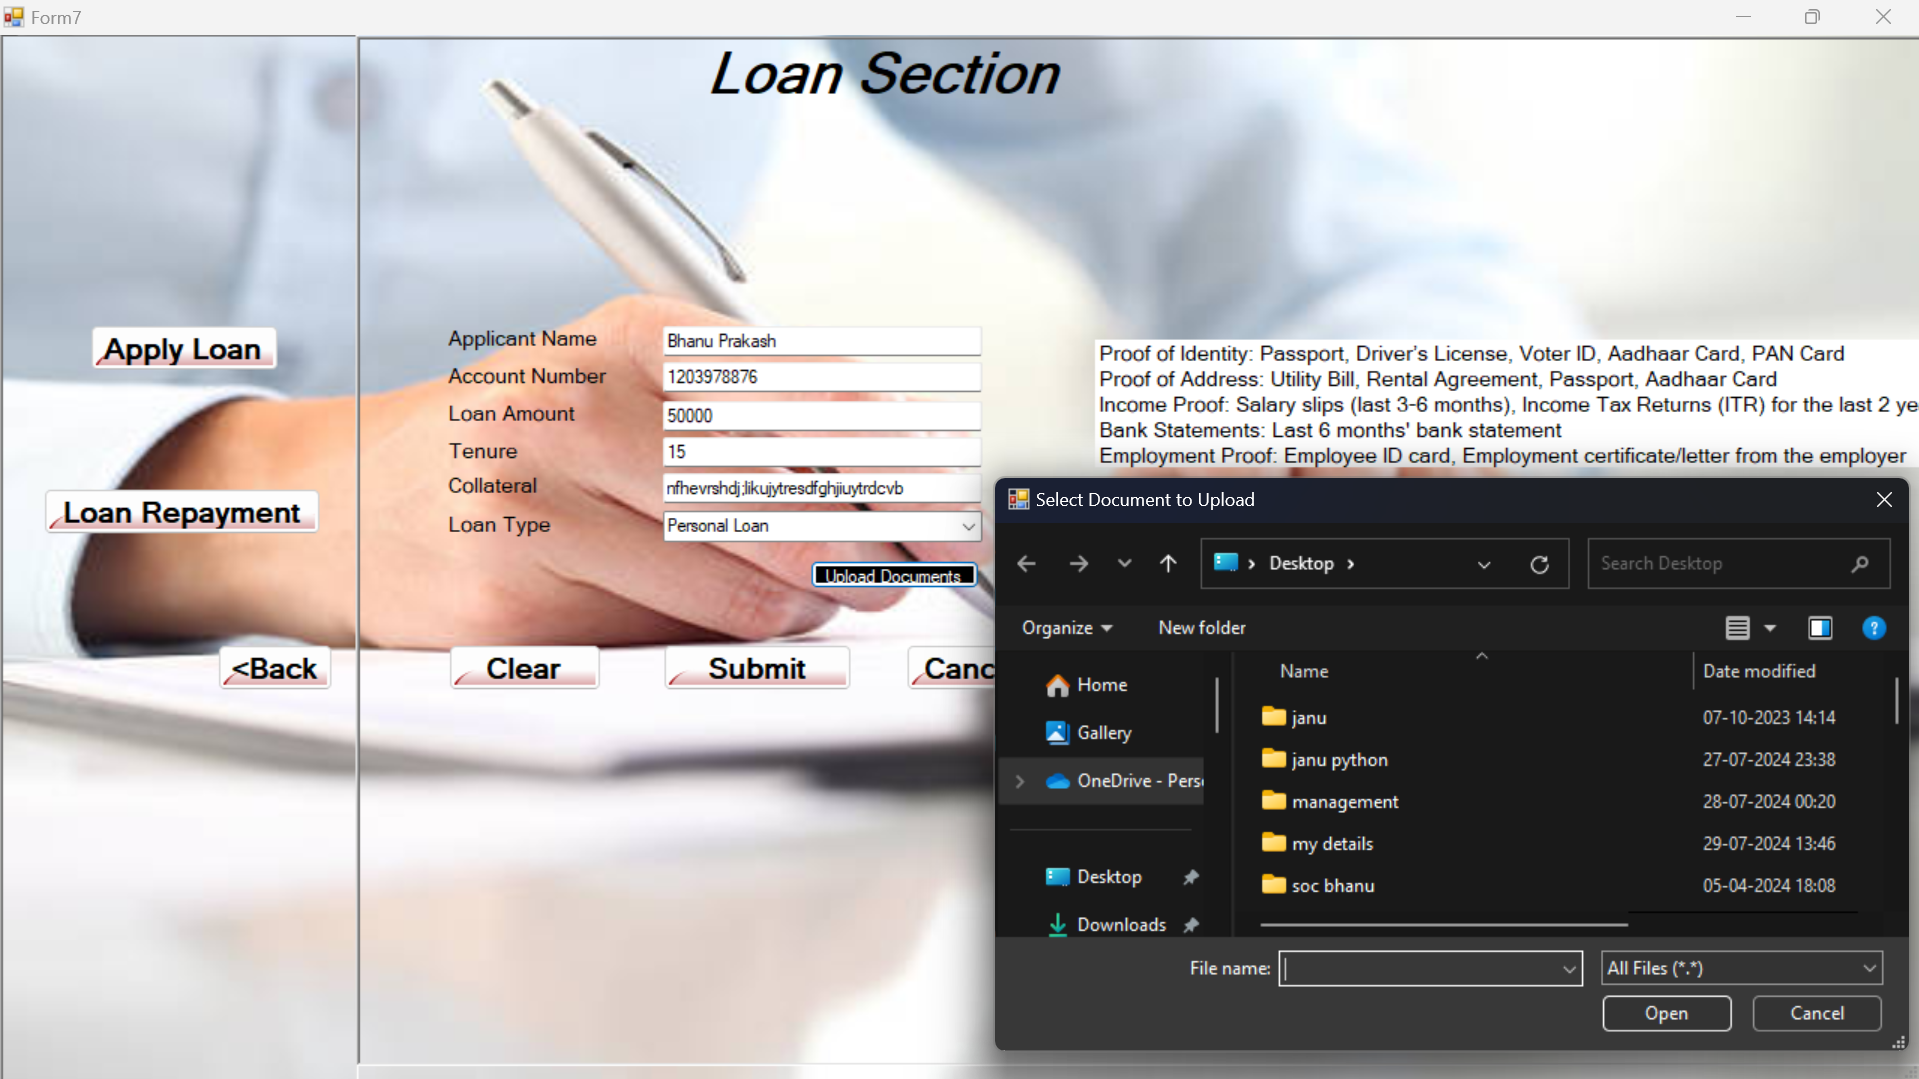 Form7
Loan Section
Apply Loan
Loan Repayment
<Back
Applicant Name Bhanu Prakash
Account Number 1203978876
Loan Amount 50000
Tenure 15
Collateral nfhevrshdj;likujytresdfghjiuytrdcvb
Loan Type Personal Loan
Upload Documents
Clear Submit Canc
Proof of Identity: Passport, Driver's License, Voter ID, Aadhaar Card, PAN Card
Proof of Address: Utility Bill, Rental Agreement, Passport, Aadhaar Card
Income Proof: Salary slips (last 3-6 months), Income Tax Returns (ITR) for the last 2 ye
Bank Statements: Last 6 months' bank statement
Employment Proof: Employee ID card, Employment certificate/letter from the employer
Select Document to Upload
Desktop Search Desktop
Organize New folder
Home
Gallery
OneDrive - Perso
Desktop
Downloads
Name Date modified
janu 07-10-2023 14:14
janu python 27-07-2024 23:38
management 28-07-2024 00:20
my details 29-07-2024 13:46
soc bhanu 05-04-2024 18:08
File name: All Files (*.*)
Open Cancel